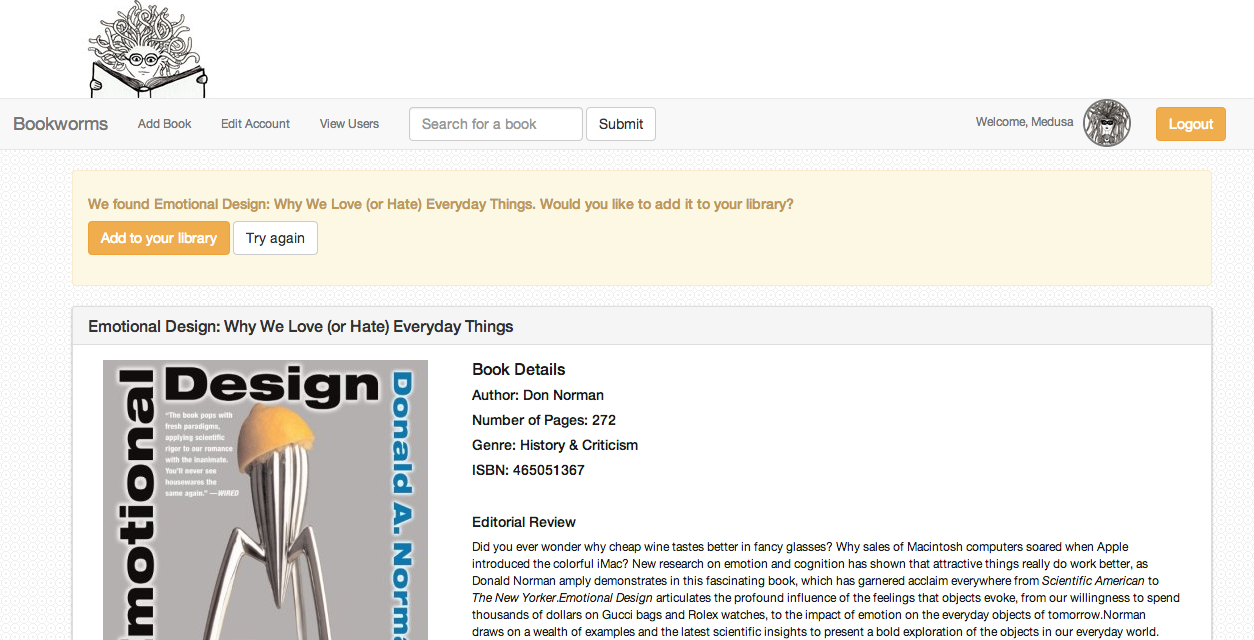 Bookworms Add Book Edit Account View Users Search for a book Submit Welcome, Medusa Logout
We found Emotional Design: Why We Love (or Hate) Everyday Things. Would you like to add it to your library?
Add to your library Try again
Emotional Design: Why We Love (or Hate) Everyday Things
Emotional
Design
Donald A. Norma
"The book pops with
fresh paradigms,
applying scientific
rigor to our romance
with the inanimate.
You'll never see
housewares the
same again." —WIRED
Book Details
Author: Don Norman
Number of Pages: 272
Genre: History & Criticism
ISBN: 465051367
Editorial Review
Did you ever wonder why cheap wine tastes better in fancy glasses? Why sales of Macintosh computers soared when Apple
introduced the colorful iMac? New research on emotion and cognition has shown that attractive things really do work better, as
Donald Norman amply demonstrates in this fascinating book, which has garnered acclaim everywhere from Scientific American to
The New Yorker.Emotional Design articulates the profound influence of the feelings that objects evoke, from our willingness to spend
thousands of dollars on Gucci bags and Rolex watches, to the impact of emotion on the everyday objects of tomorrow.Norman
draws on a wealth of examples and the latest scientific insights to present a bold exploration of the objects in our everyday world.